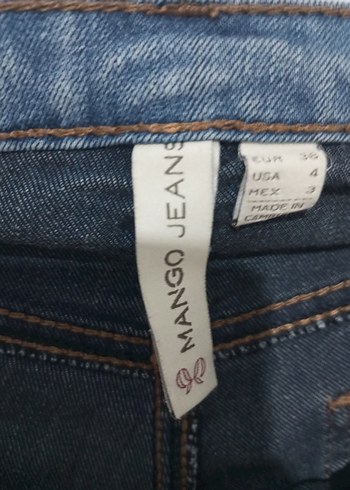 MANGO JEANS
EUR 36
USA 4
MEX 3
MADE IN